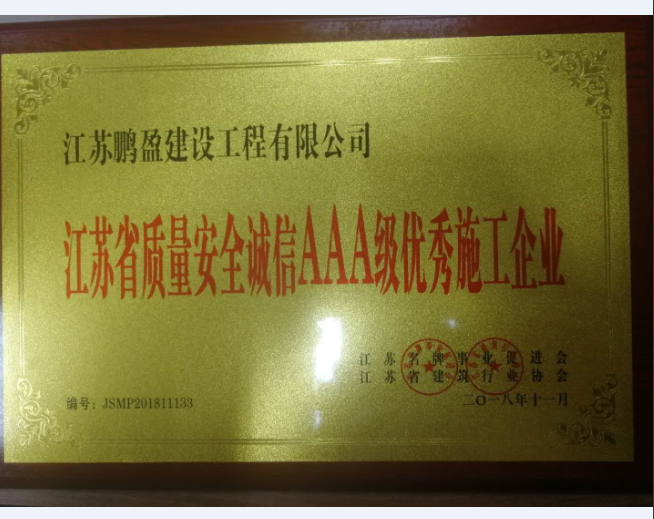 江苏鹏盈建设工程有限公司
江苏省质量安全诚信AAA级优秀施工企业
江苏名牌事业促进会
江苏省建筑行业协会
编号：JSMP201811133
二〇一八年十一月